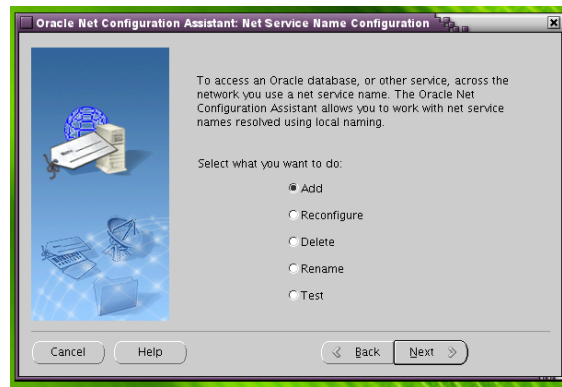 Oracle Net Configuration Assistant: Net Service Name Configuration
To access an Oracle database, or other service, across the
network you use a net service name. The Oracle Net
Configuration Assistant allows you to work with net service
names resolved using local naming.
Select what you want to do:
Add
Reconfigure
Delete
Rename
Test
Cancel
Help
Back
Next